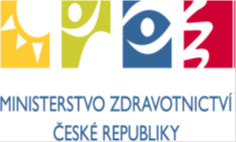 MINISTERSTVO ZDRAVOTNICTVÍ
ČESKÉ REPUBLIKY